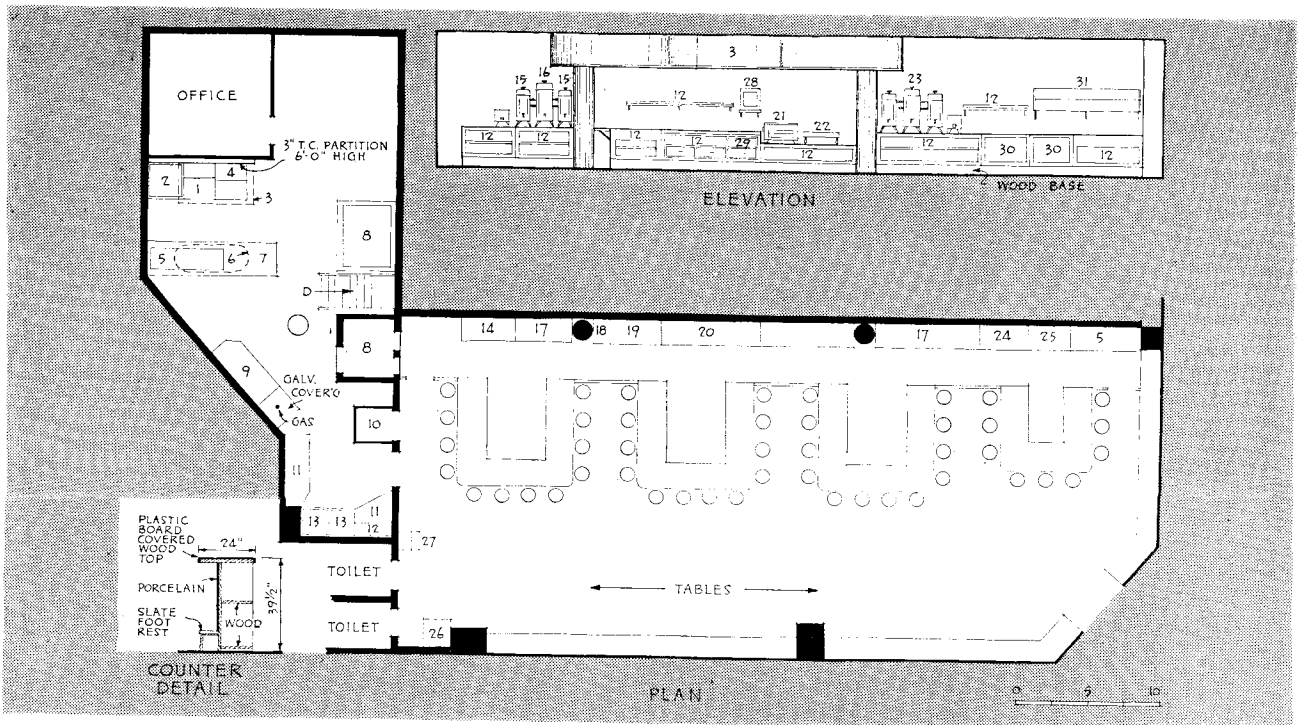 OFFICE
3" T.C. PARTITION
6'-0" HIGH
2
1
4
3
5
6
7
8
D
8
9
GALV.
COVER'G
GAS
10
11
11
13
13
12
27
TOILET
TOILET
26
3
15
16
15
28
23
31
12
12
21
22
12
12
12
12
29
12
12
30
30
12
WOOD BASE
ELEVATION
14
17
18
19
20
17
24
25
5
TABLES
PLASTIC
BOARD
COVERED
WOOD
TOP
24"
PORCELAIN
39½"
SLATE
FOOT
REST
WOOD
COUNTER
DETAIL
PLAN
0
5
10